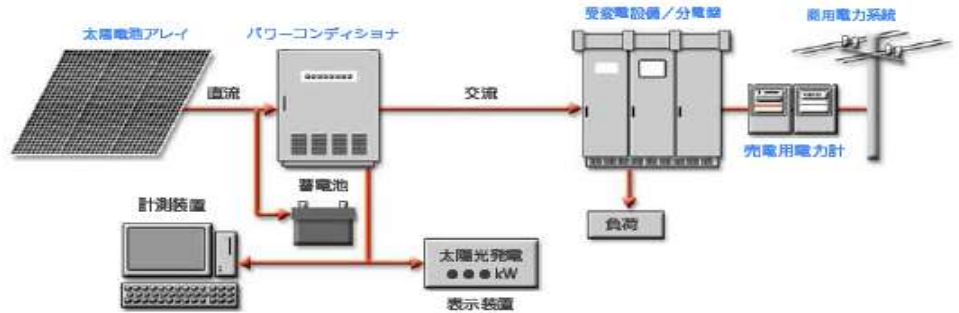 太陽電池アレイ
パワーコンディショナ
受変電設備／分電盤
商用電力系統
直流
交流
売電用電力計
蓄電池
計測装置
負荷
太陽光発電
●●●kW
表示装置